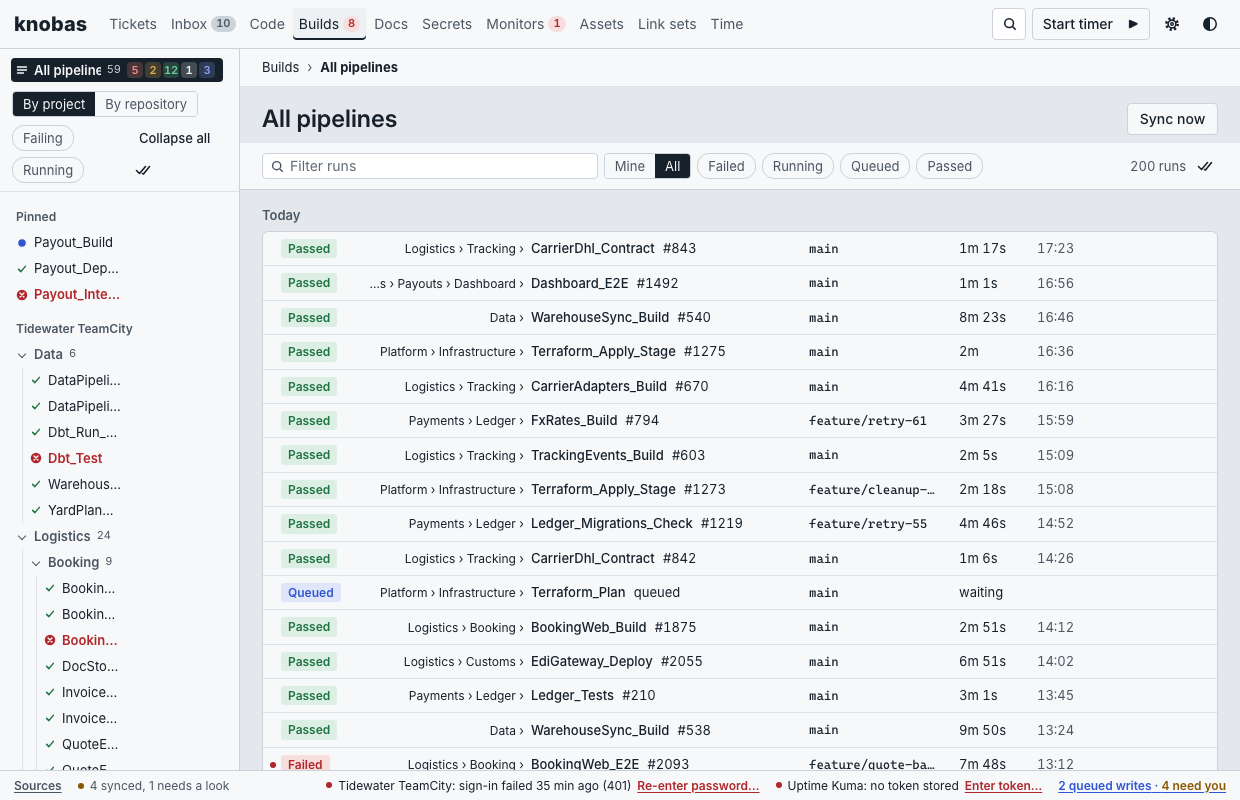 knobas Tickets Inbox 10 Code Builds 8 Docs Secrets Monitors 1 Assets Link sets Time Start timer
All pipeline 59 5 2 12 1 3
By project By repository
Failing Collapse all
Running
Pinned
Payout_Build
Payout_Dep...
Payout_Inte...
Tidewater TeamCity
Data 6
DataPipeli...
DataPipeli...
Dbt_Run_...
Dbt_Test
Warehous...
YardPlan...
Logistics 24
Booking 9
Bookin...
Bookin...
Bookin...
DocSto...
Invoice...
Invoice...
QuoteE...
QuoteE...
Builds › All pipelines
All pipelines Sync now
Filter runs Mine All Failed Running Queued Passed 200 runs
Today
Passed Logistics › Tracking › CarrierDhl_Contract #843 main 1m 17s 17:23
Passed ...s › Payouts › Dashboard › Dashboard_E2E #1492 main 1m 1s 16:56
Passed Data › WarehouseSync_Build #540 main 8m 23s 16:46
Passed Platform › Infrastructure › Terraform_Apply_Stage #1275 main 2m 16:36
Passed Logistics › Tracking › CarrierAdapters_Build #670 main 4m 41s 16:16
Passed Payments › Ledger › FxRates_Build #794 feature/retry-61 3m 27s 15:59
Passed Logistics › Tracking › TrackingEvents_Build #603 main 2m 5s 15:09
Passed Platform › Infrastructure › Terraform_Apply_Stage #1273 feature/cleanup-... 2m 18s 15:08
Passed Payments › Ledger › Ledger_Migrations_Check #1219 feature/retry-55 4m 46s 14:52
Passed Logistics › Tracking › CarrierDhl_Contract #842 main 1m 6s 14:26
Queued Platform › Infrastructure › Terraform_Plan queued main waiting
Passed Logistics › Booking › BookingWeb_Build #1875 main 2m 51s 14:12
Passed Logistics › Customs › EdiGateway_Deploy #2055 main 6m 51s 14:02
Passed Payments › Ledger › Ledger_Tests #210 main 3m 1s 13:45
Passed Data › WarehouseSync_Build #538 main 9m 50s 13:24
Failed Logistics › Booking › BookingWeb_E2E #2093 feature/quote-ba... 7m 48s 13:12
Sources 4 synced, 1 needs a look Tidewater TeamCity: sign-in failed 35 min ago (401) Re-enter password... Uptime Kuma: no token stored Enter token... 2 queued writes · 4 need you